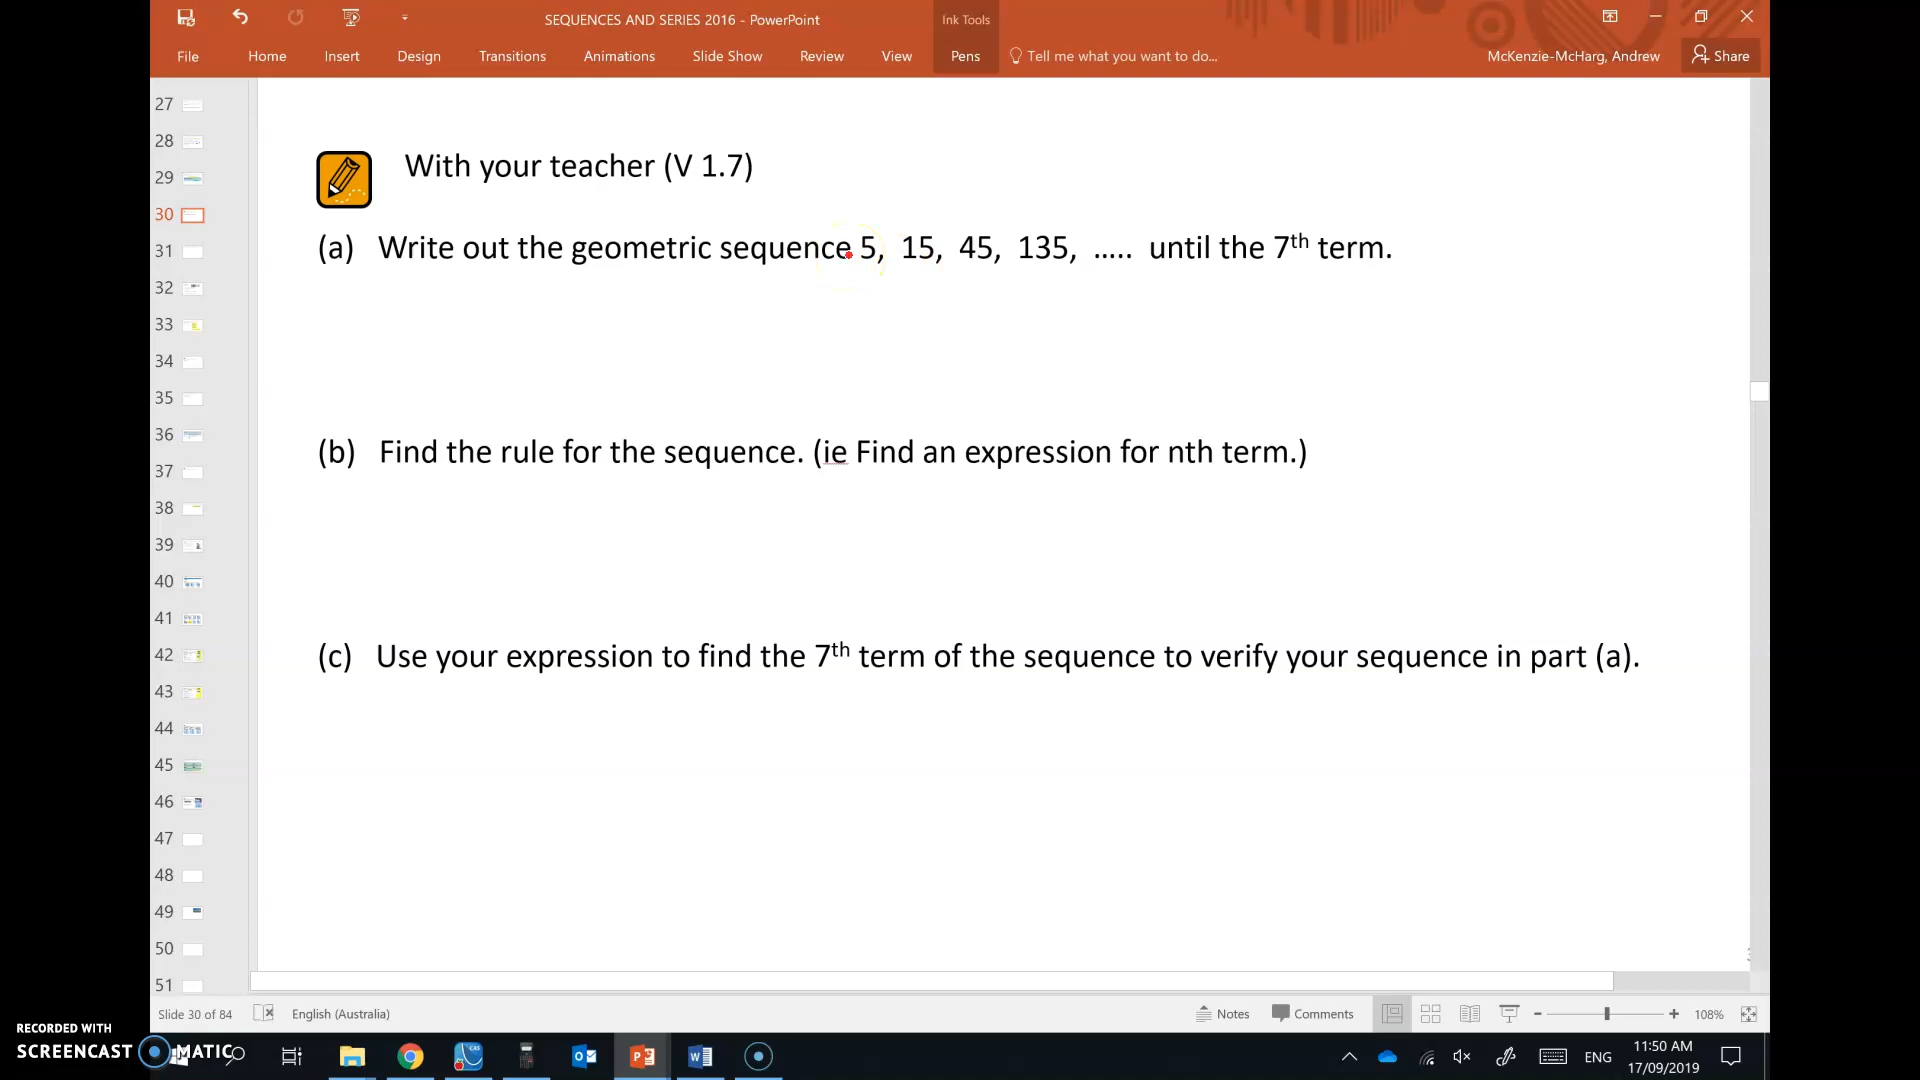 SEQUENCES AND SERIES 2016 - PowerPoint
Ink Tools
File Home Insert Design Transitions Animations Slide Show Review View Pens Tell me what you want to do... McKenzie-McHarg, Andrew Share
27
28
29
30
31
32
33
34
35
36
37
38
39
40
41
42
43
44
45
46
47
48
49
50
51
With your teacher (V 1.7)
(a) Write out the geometric sequence 5, 15, 45, 135, ..... until the 7th term.
(b) Find the rule for the sequence. (ie Find an expression for nth term.)
(c) Use your expression to find the 7th term of the sequence to verify your sequence in part (a).
Slide 30 of 84 English (Australia) Notes Comments 108%
RECORDED WITH
SCREENCAST MATIC
ENG
11:50 AM
17/09/2019